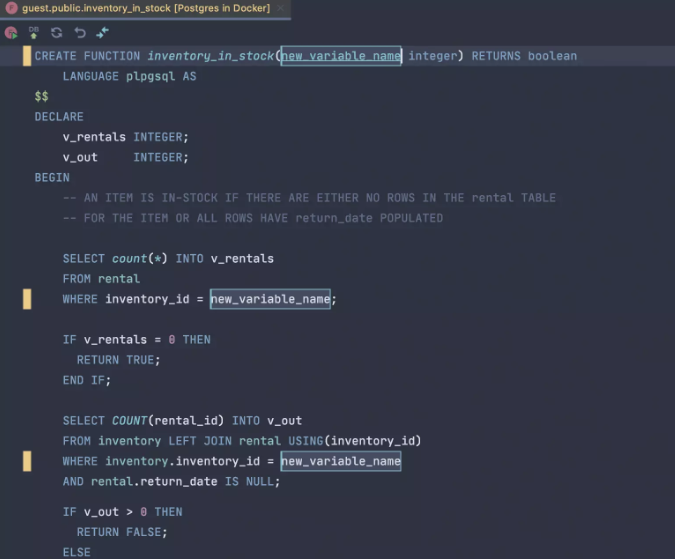 guest.public.inventory_in_stock [Postgres in Docker]
DB
CREATE FUNCTION inventory_in_stock(new_variable_name integer) RETURNS boolean
    LANGUAGE plpgsql AS
$$
DECLARE
    v_rentals INTEGER;
    v_out     INTEGER;
BEGIN
    -- AN ITEM IS IN-STOCK IF THERE ARE EITHER NO ROWS IN THE rental TABLE
    -- FOR THE ITEM OR ALL ROWS HAVE return_date POPULATED
    SELECT count(*) INTO v_rentals
    FROM rental
    WHERE inventory_id = new_variable_name;
    IF v_rentals = 0 THEN
      RETURN TRUE;
    END IF;
    SELECT COUNT(rental_id) INTO v_out
    FROM inventory LEFT JOIN rental USING(inventory_id)
    WHERE inventory.inventory_id = new_variable_name
    AND rental.return_date IS NULL;
    IF v_out > 0 THEN
      RETURN FALSE;
    ELSE